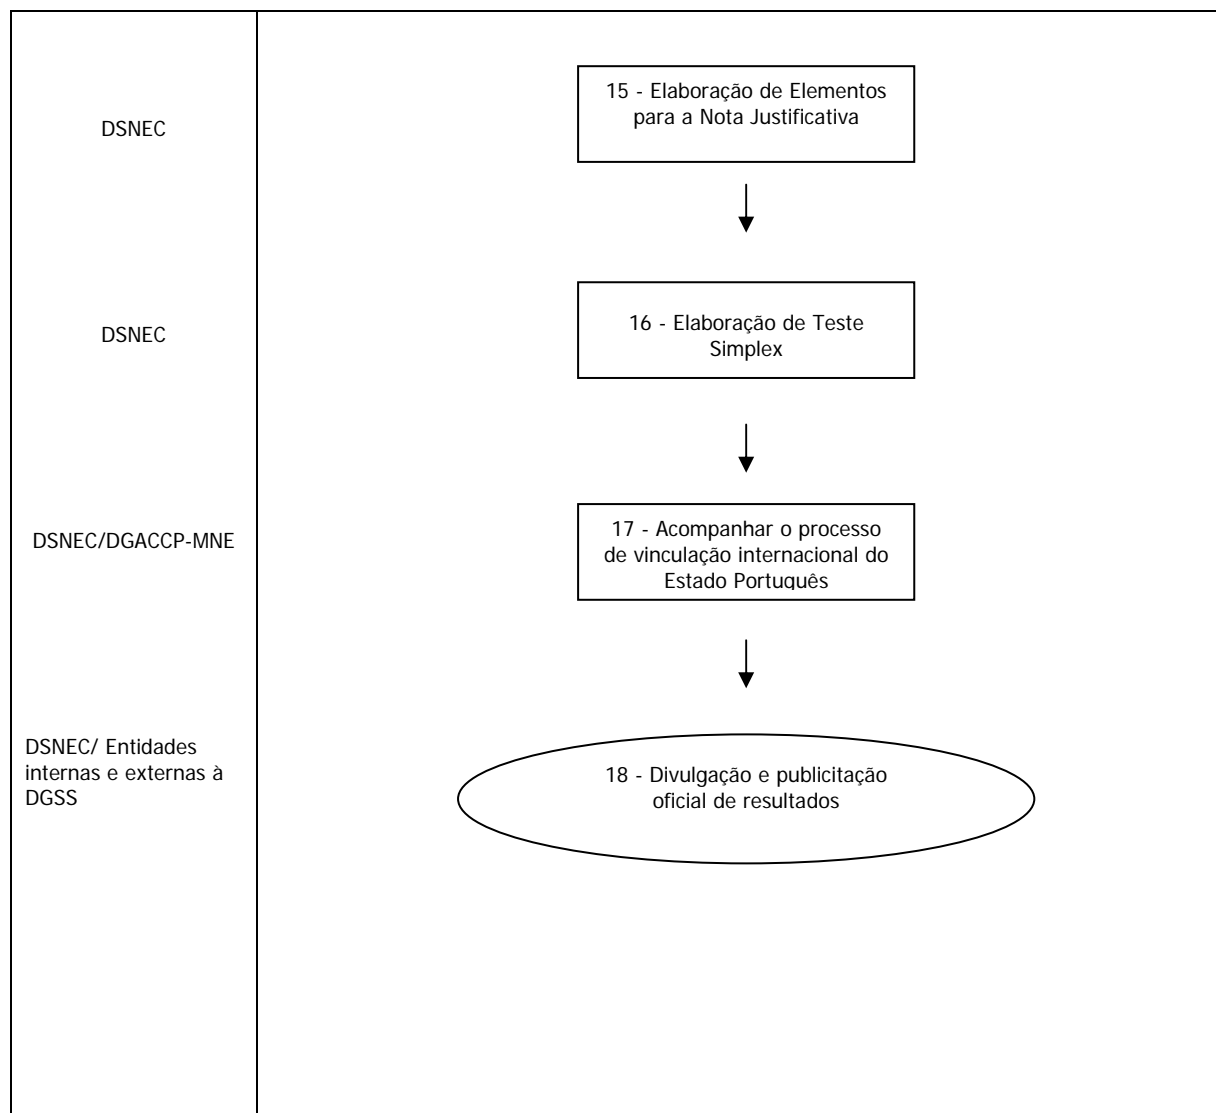 DSNEC
15 - Elaboração de Elementos
para a Nota Justificativa
DSNEC
16 - Elaboração de Teste
Simplex
DSNEC/DGACCP-MNE
17 - Acompanhar o processo
de vinculação internacional do
Estado Português
DSNEC/ Entidades
internas e externas à
DGSS
18 - Divulgação e publicitação
oficial de resultados